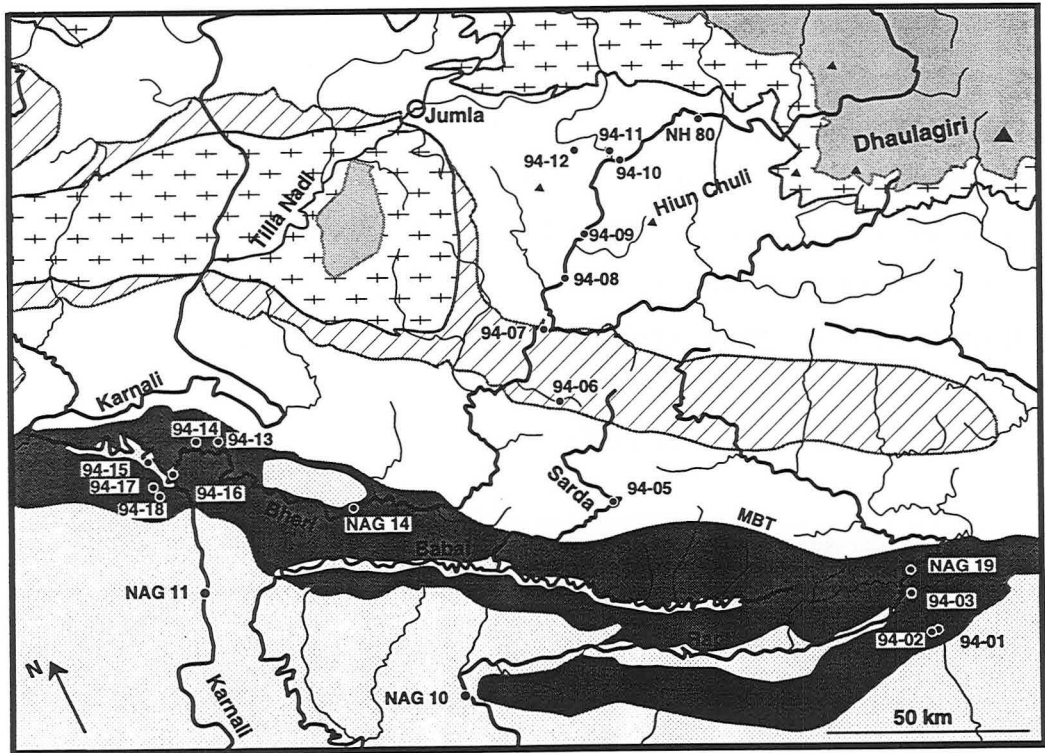 Jumla
NH 80
94-11
94-12
94-10
Dhaulagiri
Tilla Nadi
Hiun Chuli
94-09
94-08
94-07
94-06
Karnali
94-14
94-13
94-15
94-17
94-16
94-18
Sarda
94-05
NAG 14
Bheri
MBT
Babai
NAG 19
NAG 11
94-03
Rapti
94-02
94-01
N
Karnali
NAG 10
50 km